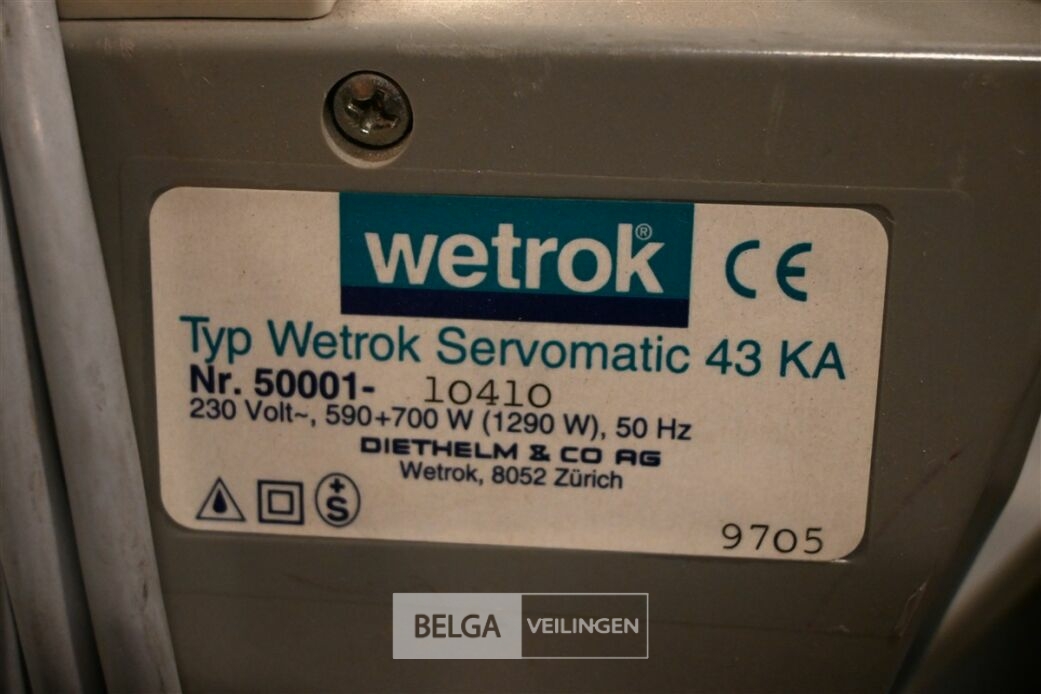 wetrok®
CE
Typ Wetrok Servomatic 43 KA
Nr. 50001- 10410
230 Volt~, 590+700 W (1290 W), 50 Hz
DIETHELM & CO AG
Wetrok, 8052 Zürich
+S
9705
BELGA VEILINGEN